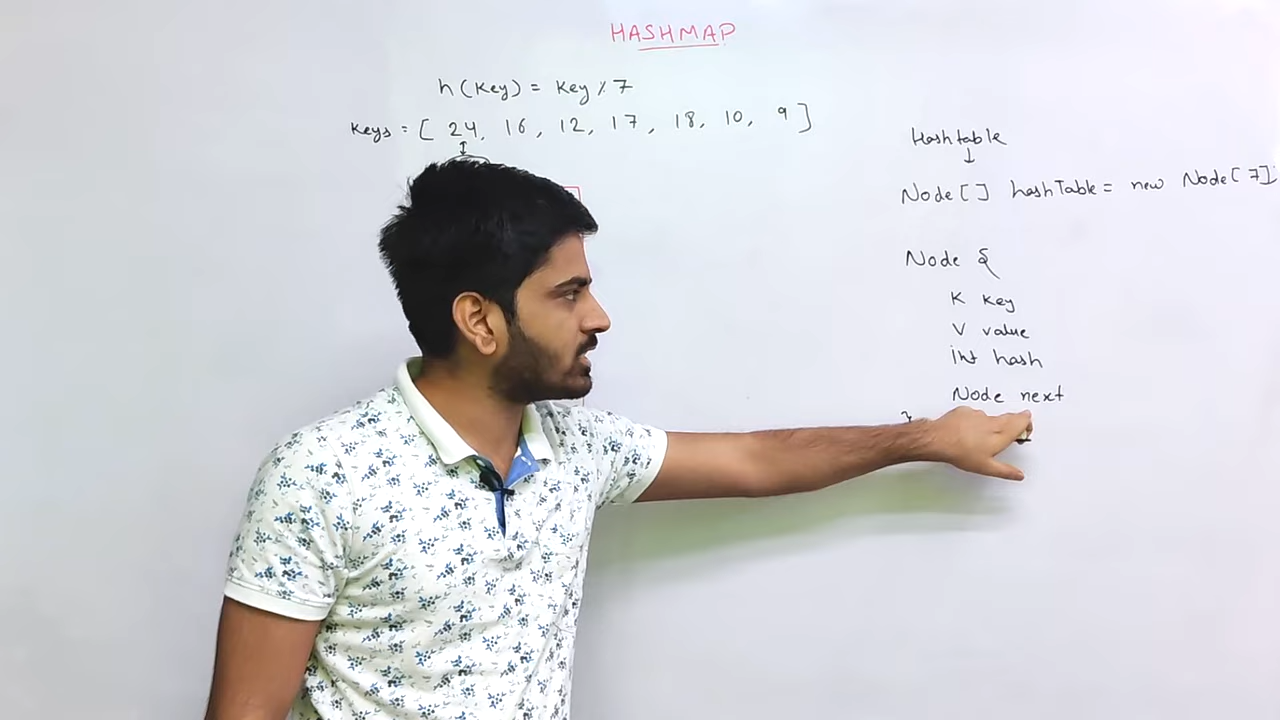 HASHMAP
h(Key) = Key % 7
Keys = [ 24, 16, 12, 17, 18, 10, 9 ]
Hashtable
↓
Node[] hashTable = new Node[7];
Node {
K Key
V value
int hash
Node next
}